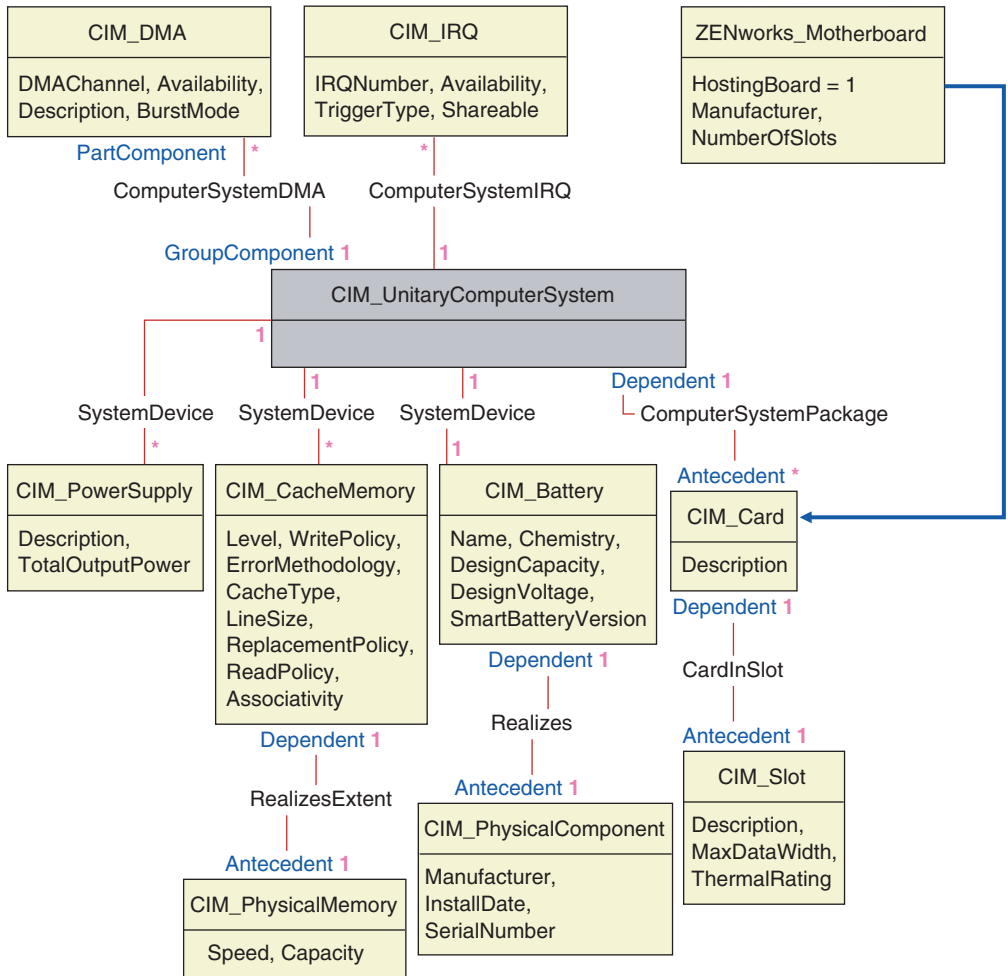 CIM_DMA
DMAChannel, Availability,
Description, BurstMode
CIM_IRQ
IRQNumber, Availability,
TriggerType, Shareable
ZENworks_Motherboard
HostingBoard = 1
Manufacturer,
NumberOfSlots
PartComponent *
*
ComputerSystemDMA
ComputerSystemIRQ
GroupComponent 1
1
CIM_UnitaryComputerSystem
1
1
1
Dependent 1
SystemDevice
SystemDevice
SystemDevice
ComputerSystemPackage
*
*
1
Antecedent *
CIM_PowerSupply
Description,
TotalOutputPower
CIM_CacheMemory
Level, WritePolicy,
ErrorMethodology,
CacheType,
LineSize,
ReplacementPolicy,
ReadPolicy,
Associativity
CIM_Battery
Name, Chemistry,
DesignCapacity,
DesignVoltage,
SmartBatteryVersion
CIM_Card
Description
Dependent 1
CardInSlot
Antecedent 1
CIM_Slot
Description,
MaxDataWidth,
ThermalRating
Dependent 1
Realizes
Antecedent 1
CIM_PhysicalComponent
Manufacturer,
InstallDate,
SerialNumber
Dependent 1
RealizesExtent
Antecedent 1
CIM_PhysicalMemory
Speed, Capacity